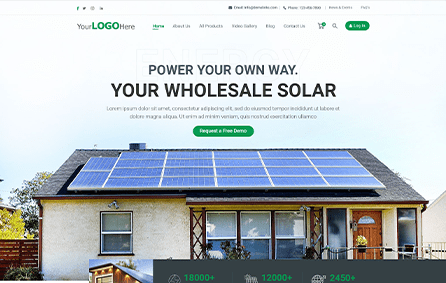 Email: info@demolinks.com Phone: 123-456-7890 News & Events FAQ's
YourLOGOHere
Home About Us All Products Video Gallery Blog Contact Us Log In
ENERGY
POWER YOUR OWN WAY.
YOUR WHOLESALE SOLAR
Lorem ipsum dolor sit amet, consectetur adipiscing elit, sed do eiusmod tempor incididunt ut labore et
dolore magna aliqua. Ut enim ad minim veniam, quis nostrud exercitation ullamco
Request a Free Demo
18000+ 12000+ 2450+